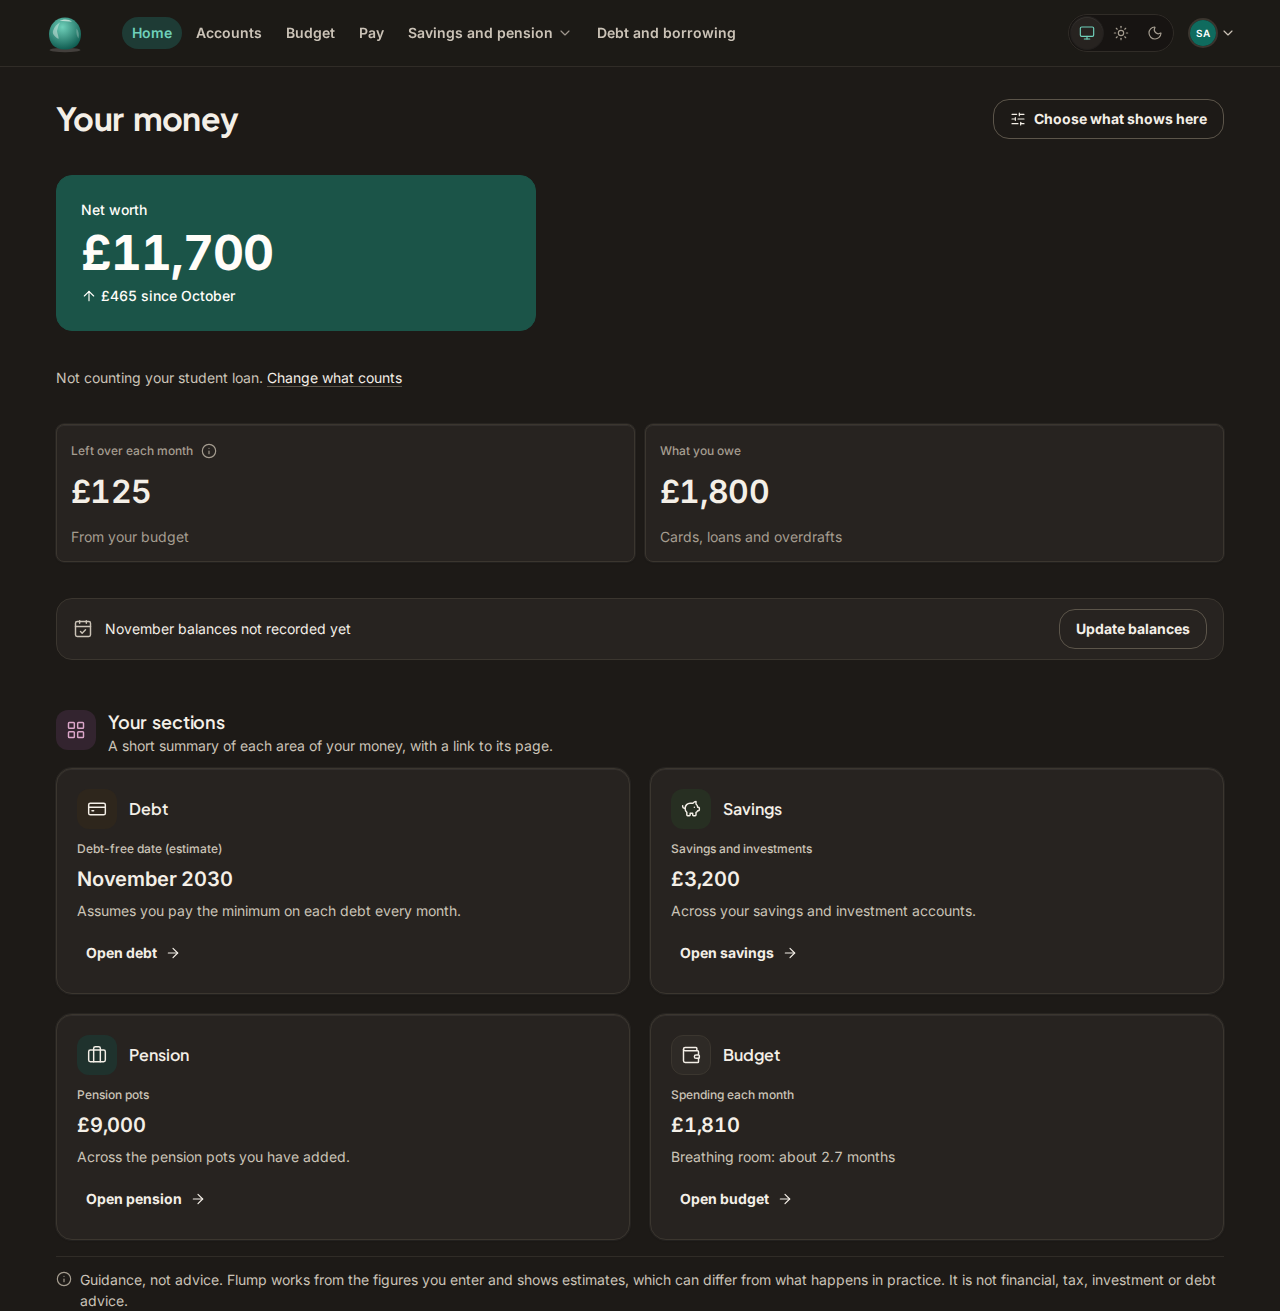 Home Accounts Budget Pay Savings and pension Debt and borrowing SA
Your money
Choose what shows here
Net worth
£11,700
£465 since October
Not counting your student loan. Change what counts
Left over each month
£125
From your budget
What you owe
£1,800
Cards, loans and overdrafts
November balances not recorded yet
Update balances
Your sections
A short summary of each area of your money, with a link to its page.
Debt
Debt-free date (estimate)
November 2030
Assumes you pay the minimum on each debt every month.
Open debt
Savings
Savings and investments
£3,200
Across your savings and investment accounts.
Open savings
Pension
Pension pots
£9,000
Across the pension pots you have added.
Open pension
Budget
Spending each month
£1,810
Breathing room: about 2.7 months
Open budget
Guidance, not advice. Flump works from the figures you enter and shows estimates, which can differ from what happens in practice. It is not financial, tax, investment or debt
advice.